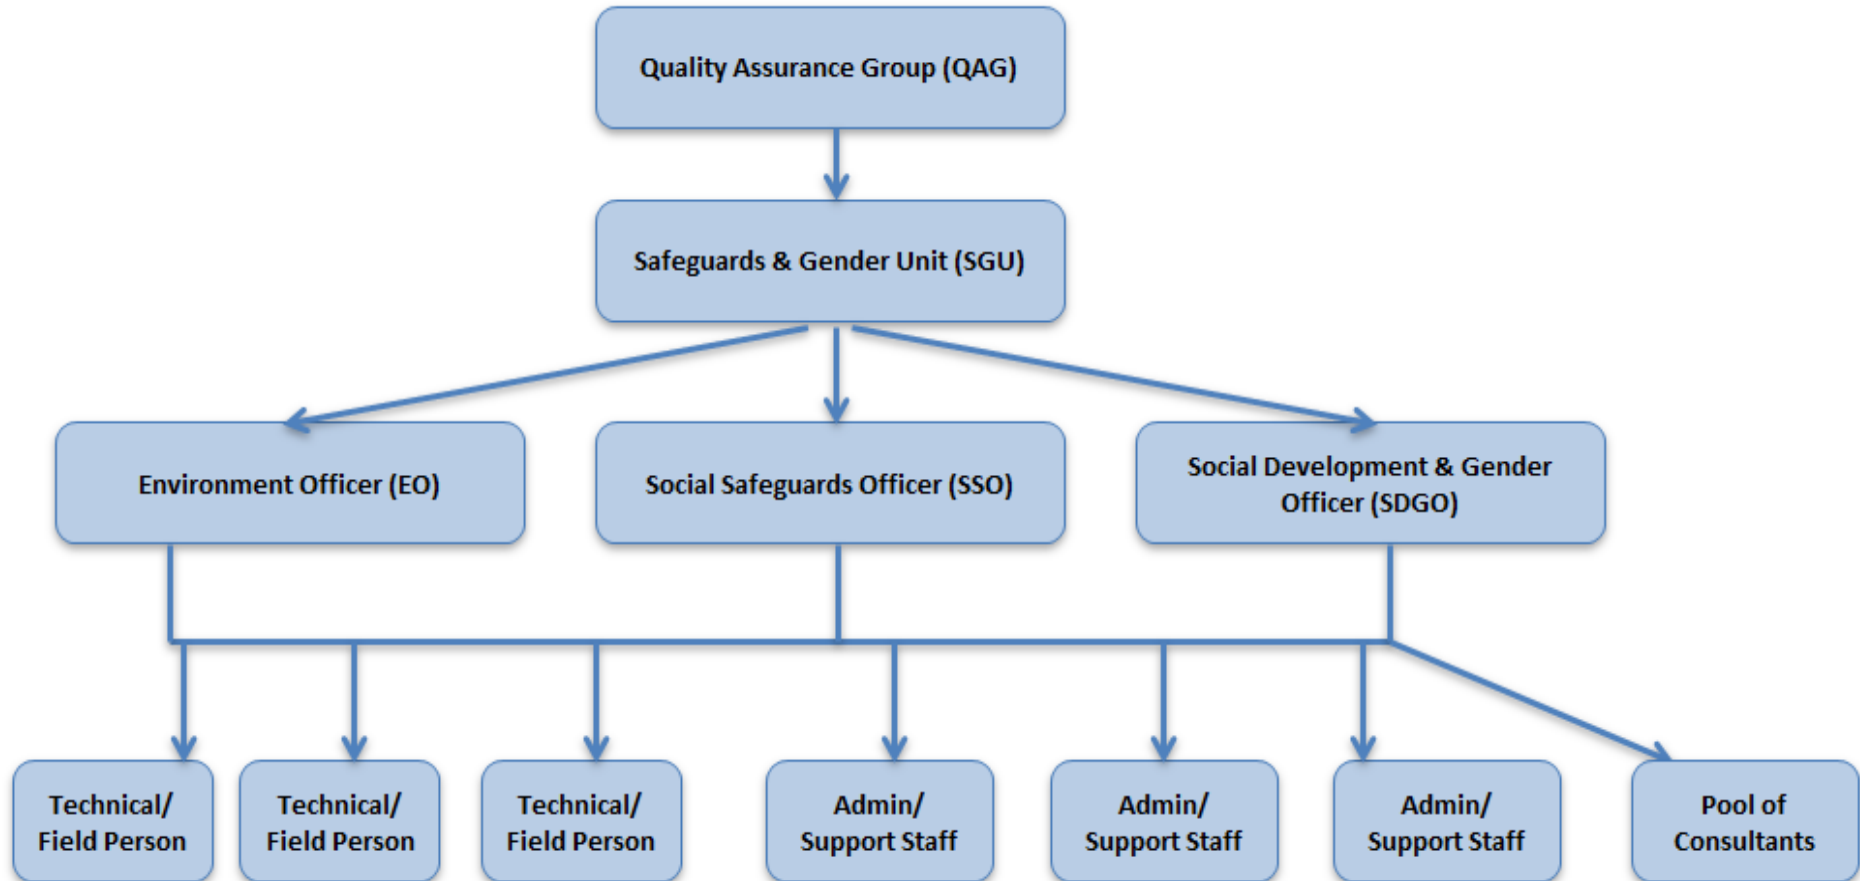 Quality Assurance Group (QAG)
Safeguards & Gender Unit (SGU)
Environment Officer (EO)
Social Safeguards Officer (SSO)
Social Development & Gender
Officer (SDGO)
Technical/
Field Person
Technical/
Field Person
Technical/
Field Person
Admin/
Support Staff
Admin/
Support Staff
Admin/
Support Staff
Pool of
Consultants